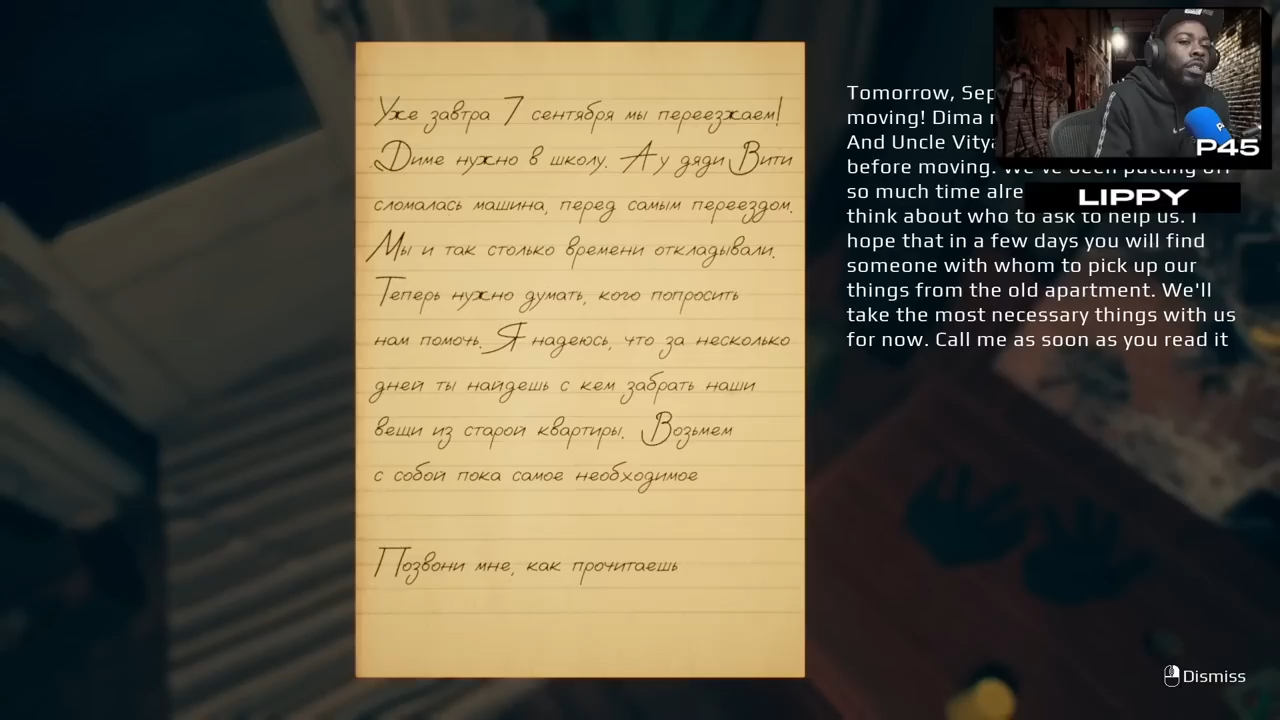 Уже завтра 7 сентября мы переезжаем!
Диме нужно в школу. А у дяди Вити
сломалась машина, перед самым переездом.
Мы и так столько времени откладывали.
Теперь нужно думать, кого попросить
нам помочь. Я надеюсь, что за несколько
дней ты найдешь с кем забрать наши
вещи из старой квартиры. Возьмем
с собой пока самое необходимое
Позвони мне, как прочитаешь
Tomorrow,
moving! Dima
And Uncle
before moving. We've been putting off
so much time
think about who to ask to help us. I
hope that in a few days you will find
someone with whom to pick up our
things from the old apartment. We'll
take the most necessary things with us
for now. Call me as soon as you read it
P45
LIPPY
Dismiss